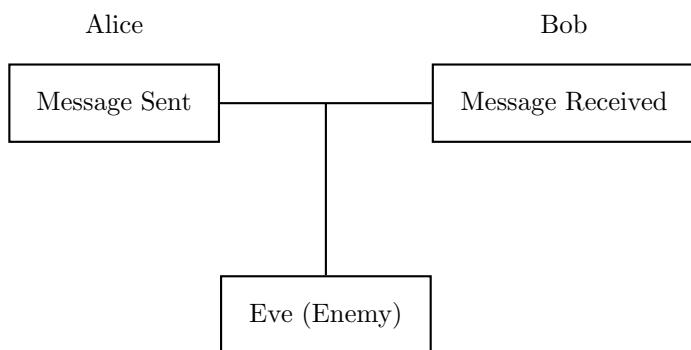 Alice
Bob
Message Sent
Message Received
Eve (Enemy)